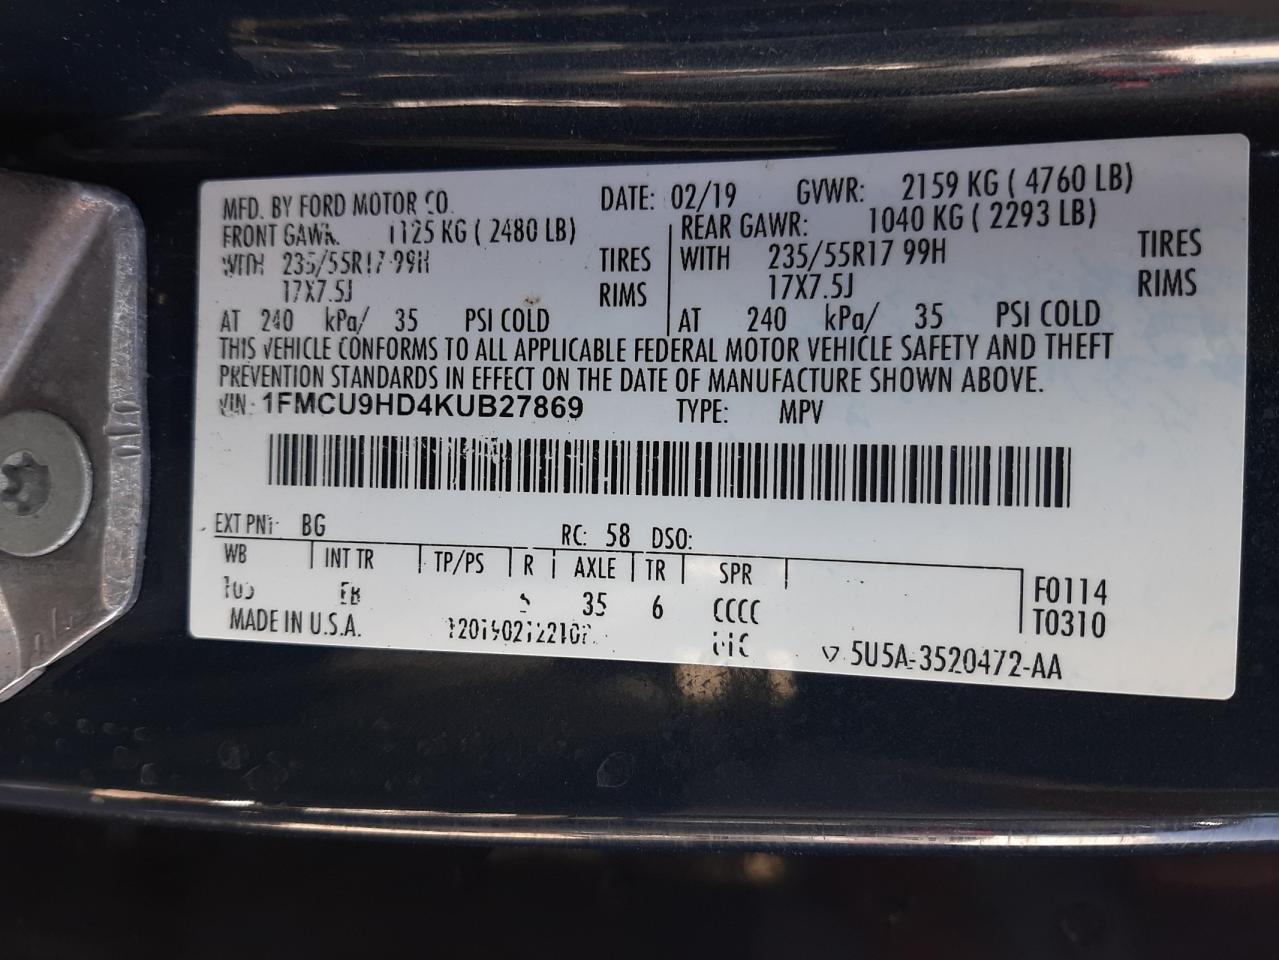 MFD. BY FORD MOTOR CO. DATE: 02/19 GVWR: 2159 KG ( 4760 LB)
FRONT GAWR: 1125 KG ( 2480 LB) REAR GAWR: 1040 KG ( 2293 LB)
WITH 235/55R17 99H TIRES WITH 235/55R17 99H TIRES
17X7.5J RIMS 17X7.5J RIMS
AT 240 kPa/ 35 PSI COLD AT 240 kPa/ 35 PSI COLD
THIS VEHICLE CONFORMS TO ALL APPLICABLE FEDERAL MOTOR VEHICLE SAFETY AND THEFT
PREVENTION STANDARDS IN EFFECT ON THE DATE OF MANUFACTURE SHOWN ABOVE.
VIN: 1FMCU9HD4KUB27869 TYPE: MPV
EXT PNT: BG RC: 58 DSO:
WB INT TR TP/PS R AXLE TR SPR F0114
EB 35 6 CCCC T0310
MADE IN U.S.A. 5U5A-3520472-AA